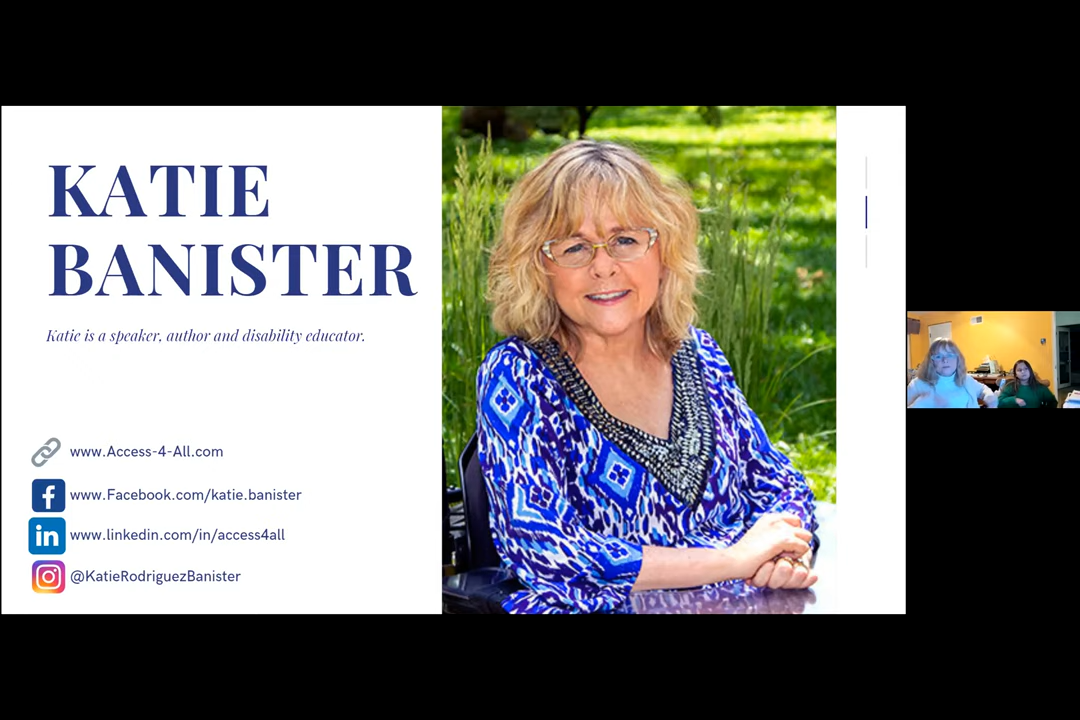 KATIE
BANISTER
Katie is a speaker, author and disability educator.
www.Access-4-All.com
www.Facebook.com/katie.banister
www.linkedin.com/in/access4all
@KatieRodriguezBanister